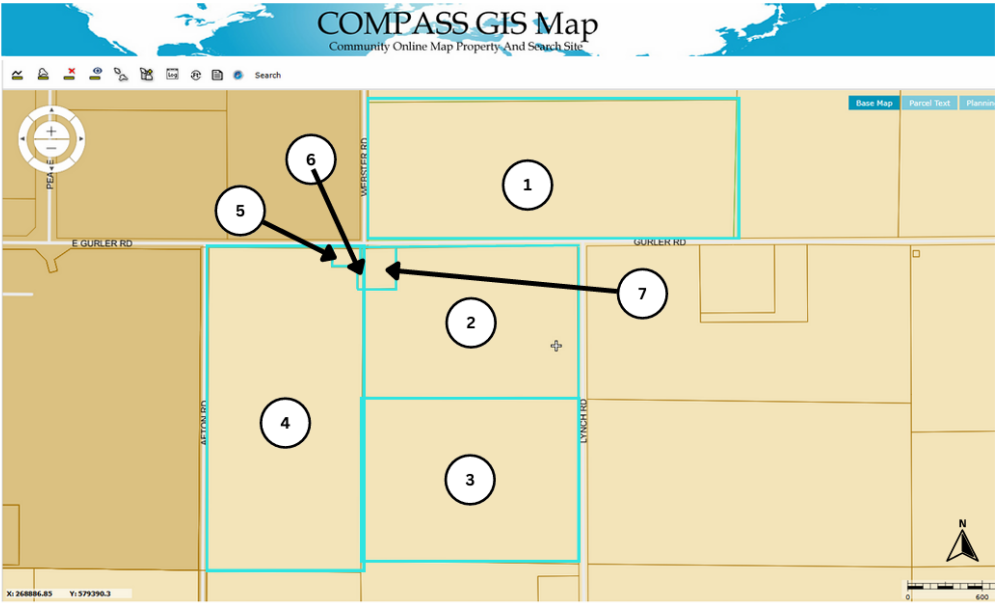 COMPASS GIS Map
Community Online Map Property And Search Site
Log
Search
Base Map
Parcel Text
6
WEBSTER RD
1
5
E GURLER RD
GURLER RD
7
2
AFTON RD
4
LYNCH RD
3
N
X: 268886.85 Y: 579390.3
0 600